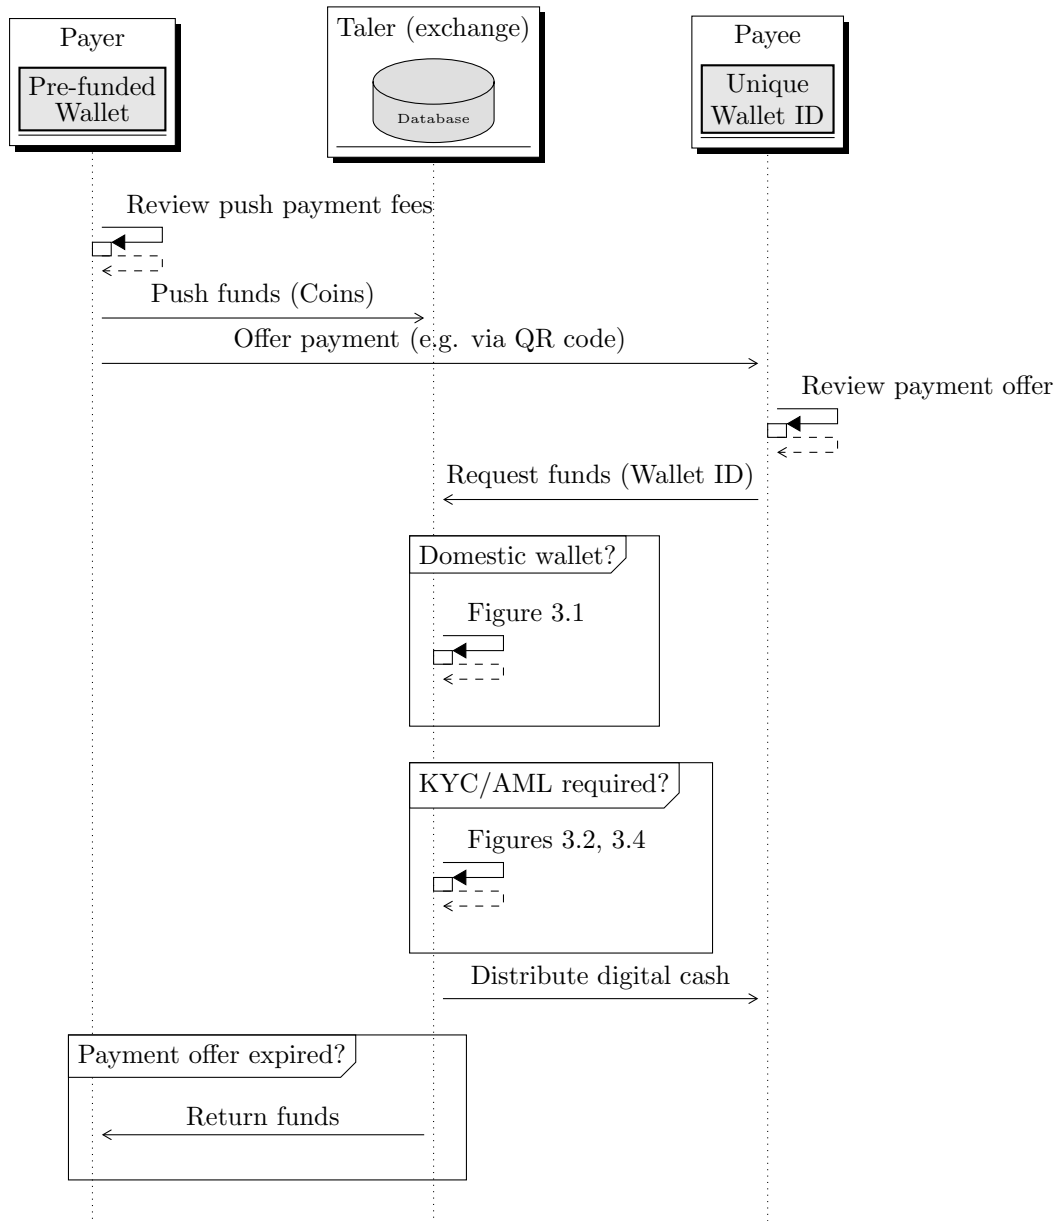 Payer
Pre-funded
Wallet
Taler (exchange)
Database
Payee
Unique
Wallet ID
Review push payment fees
Push funds (Coins)
Offer payment (e.g. via QR code)
Review payment offer
Request funds (Wallet ID)
Domestic wallet?
Figure 3.1
KYC/AML required?
Figures 3.2, 3.4
Distribute digital cash
Payment offer expired?
Return funds